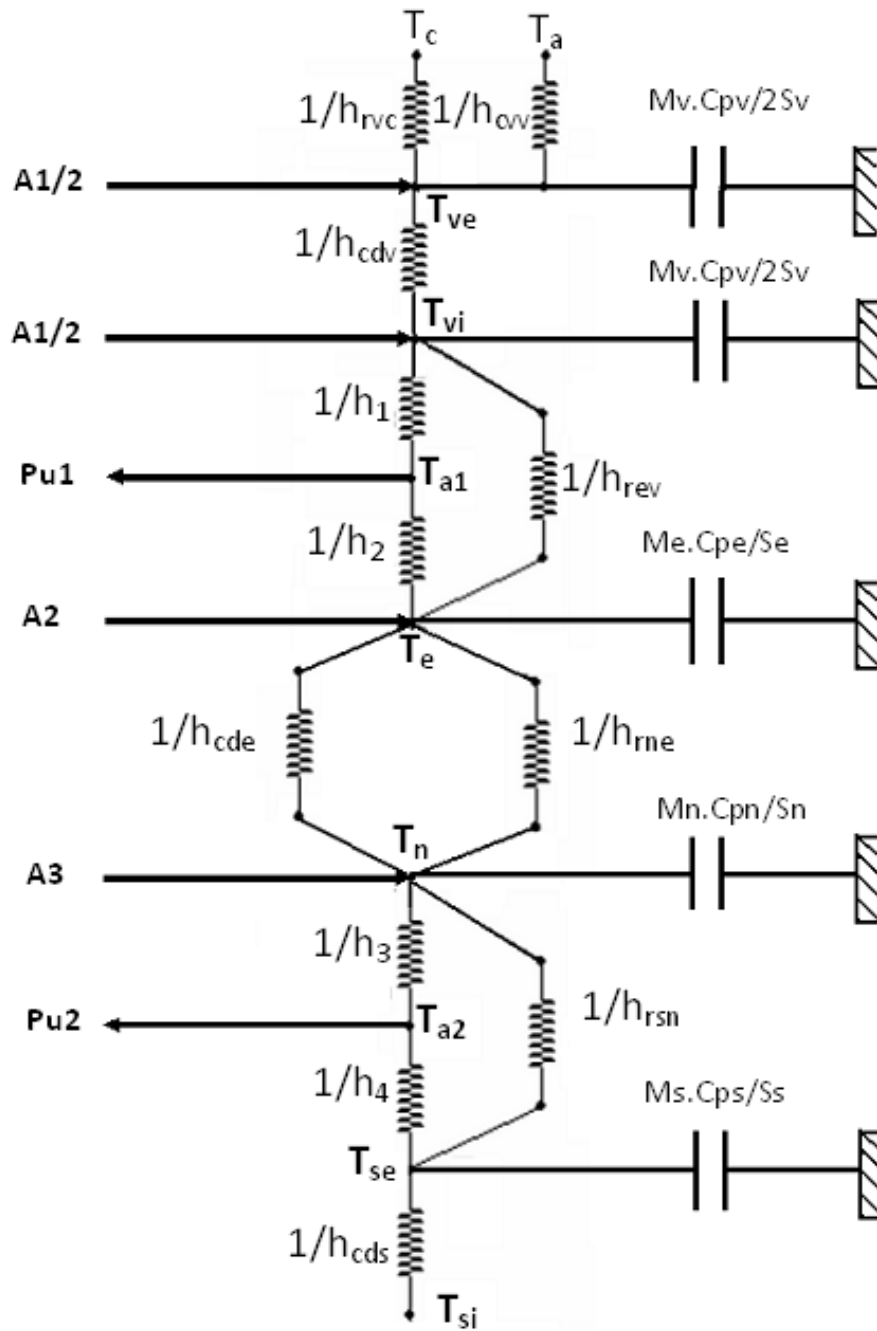 Tc Ta
1/hrvc 1/hcvv Mv.Cpv/2Sv
A1/2
Tve
1/hcdv
Mv.Cpv/2Sv
A1/2 Tvi
1/h1
Pu1 Ta1 1/hrev
1/h2 Me.Cpe/Se
A2
Te
1/hcde 1/hrne
Mn.Cpn/Sn
Tn
A3
1/h3
Pu2 Ta2 1/hrsn
1/h4 Ms.Cps/Ss
Tse
1/hcds
Tsi